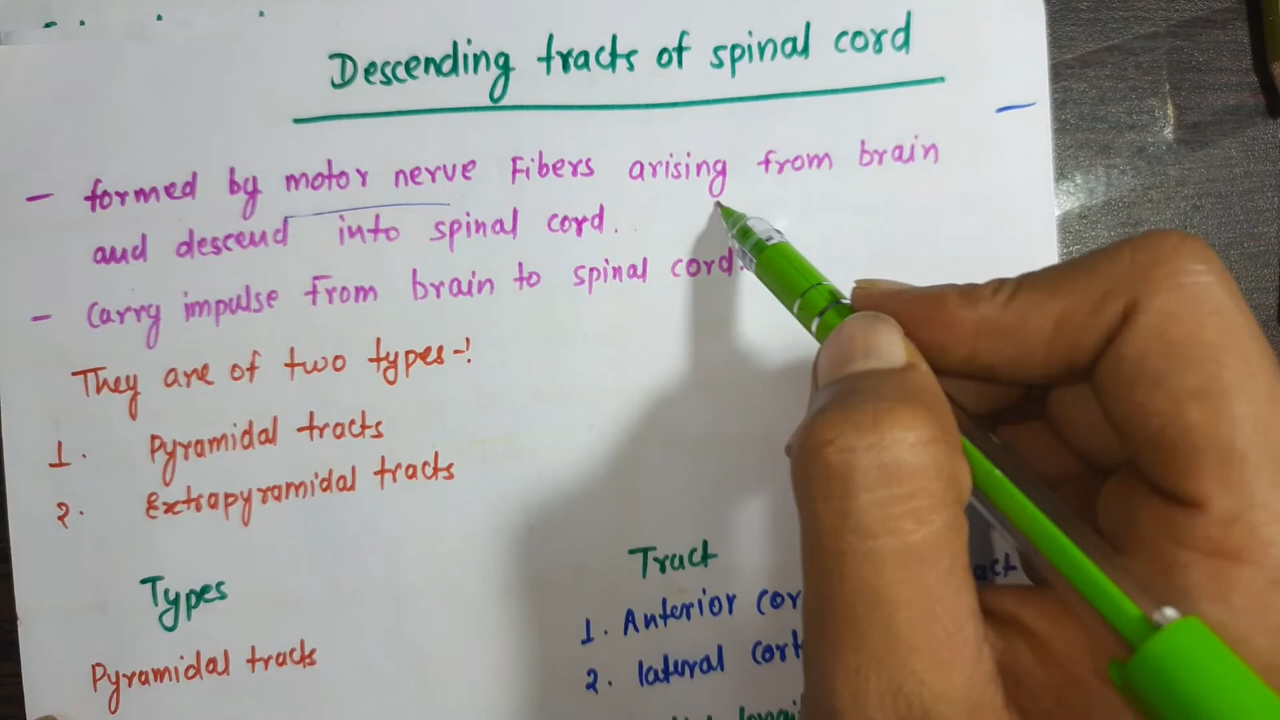 Descending tracts of spinal cord
- formed by motor nerve Fibers arising from brain
and descend into spinal cord.
- Carry impulse from brain to spinal cord.
They are of two types-!
1. Pyramidal tracts
2. Extrapyramidal tracts
Types Tract
1. Anterior cor
Pyramidal tracts 2. lateral cort